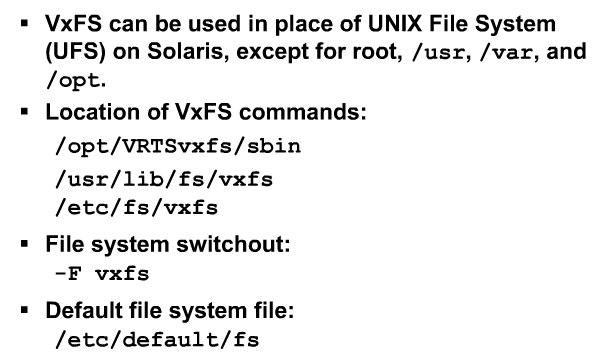 ▪ VxFS can be used in place of UNIX File System
(UFS) on Solaris, except for root, /usr, /var, and
/opt.
▪ Location of VxFS commands:
/opt/VRTSvxfs/sbin
/usr/lib/fs/vxfs
/etc/fs/vxfs
▪ File system switchout:
-F vxfs
▪ Default file system file:
/etc/default/fs